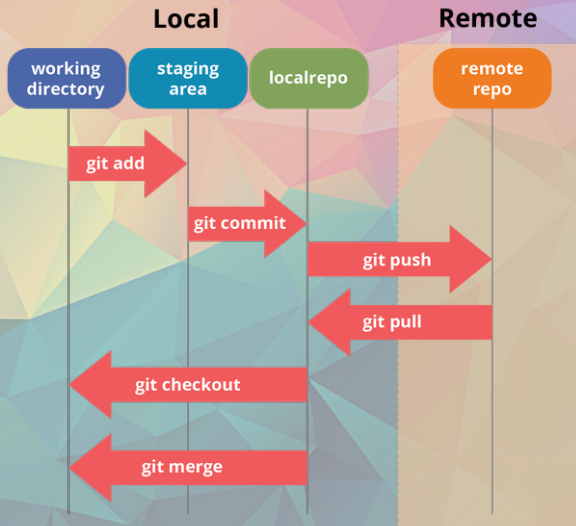 Local
Remote
working
directory
staging
area
localrepo
remote
repo
git add
git commit
git push
git pull
git checkout
git merge